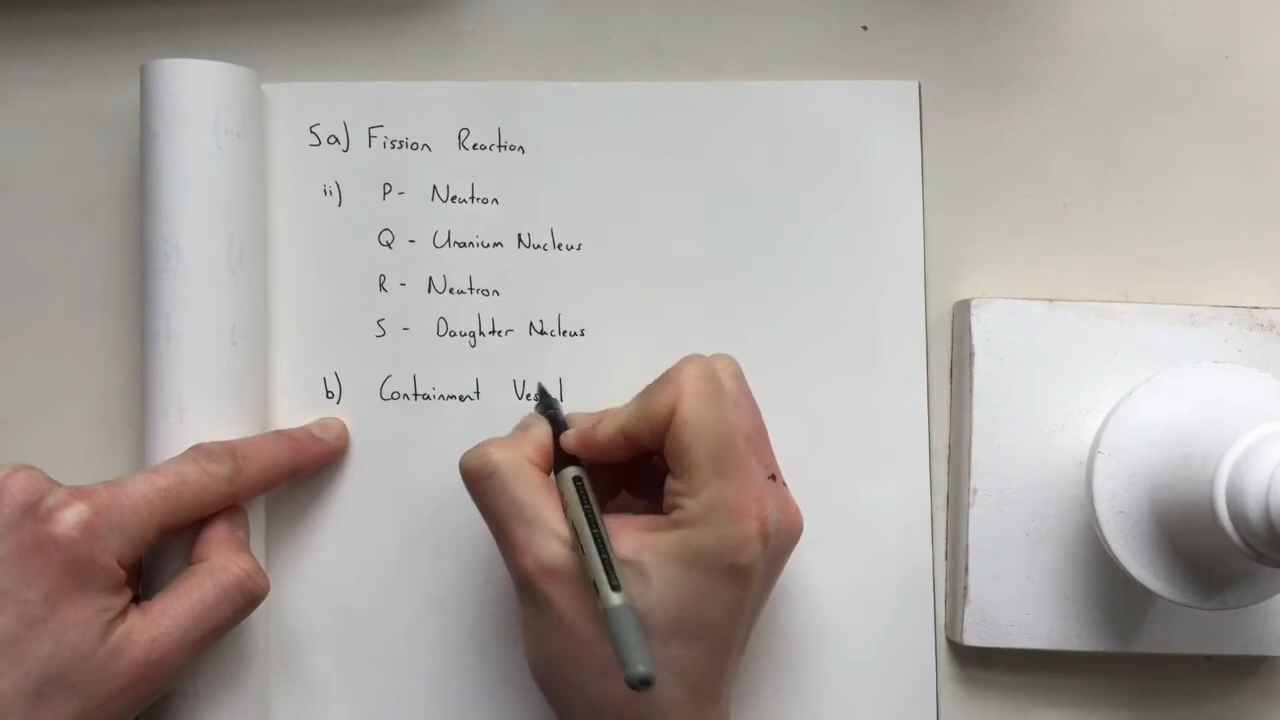 5a) Fission Reaction
ii) P - Neutron
Q - Uranium Nucleus
R - Neutron
S - Daughter Nucleus
b) Containment